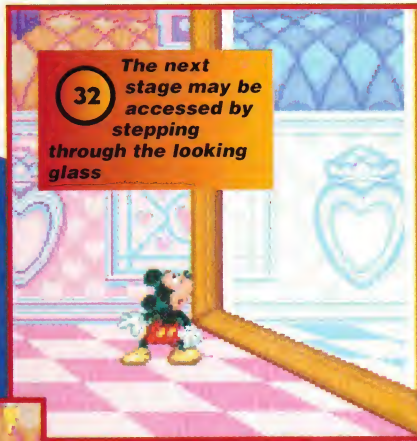 32
The next
stage may be
accessed by
stepping
through the looking
glass